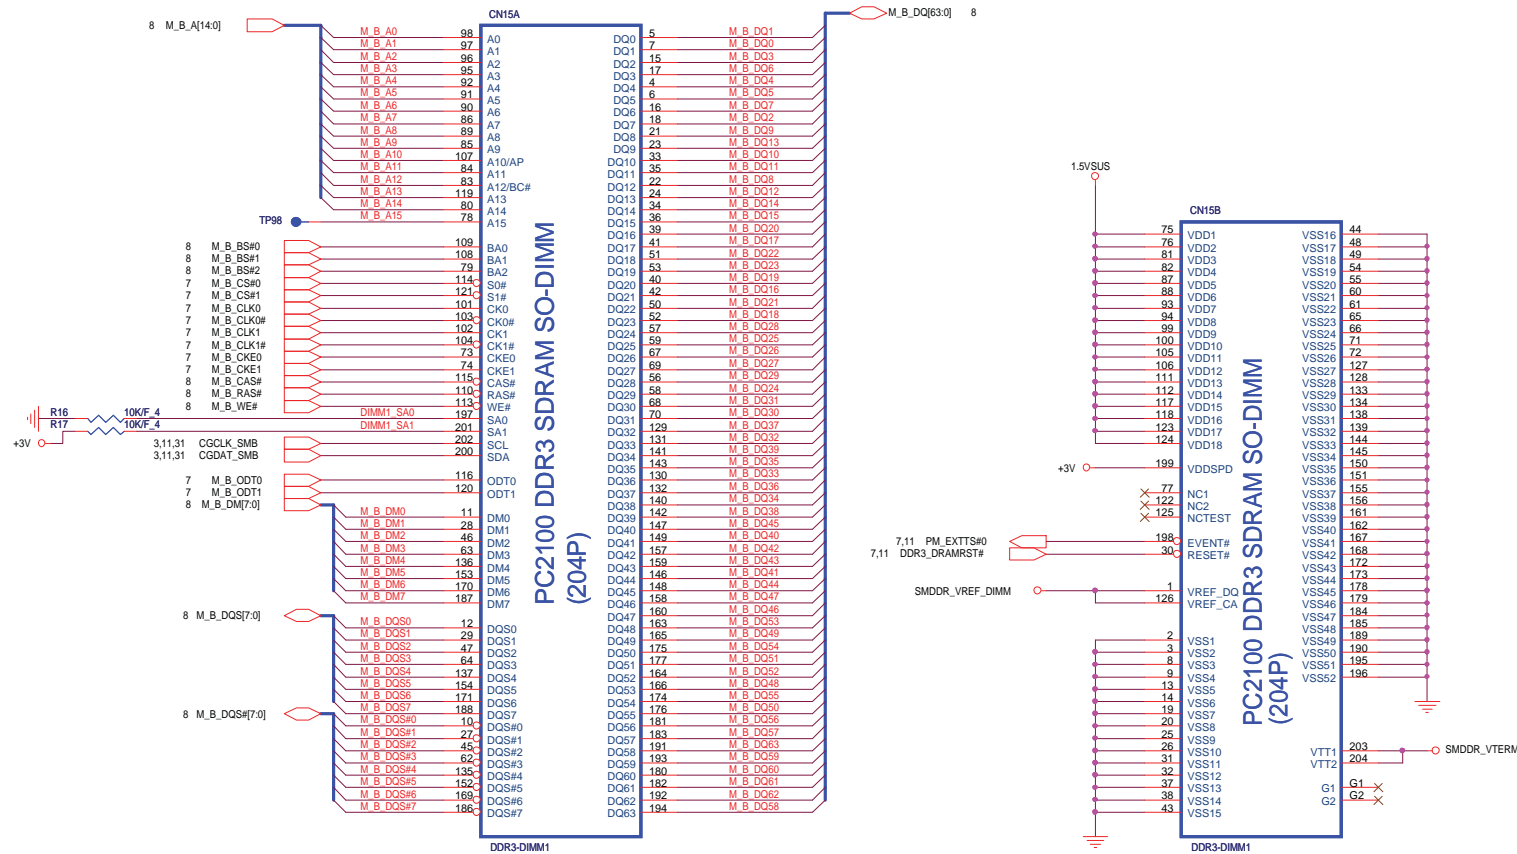 CN15A
8 M_B_A[14:0]
M_B_A0 98 A0
M_B_A1 97 A1
M_B_A2 96 A2
M_B_A3 95 A3
M_B_A4 92 A4
M_B_A5 91 A5
M_B_A6 90 A6
M_B_A7 86 A7
M_B_A8 89 A8
M_B_A9 85 A9
M_B_A10 107 A10/AP
M_B_A11 84 A11
M_B_A12 83 A12/BC#
M_B_A13 119 A13
M_B_A14 80 A14
TP98 M_B_A15 78 A15
8 M_B_BS#0 109 BA0
8 M_B_BS#1 108 BA1
8 M_B_BS#2 79 BA2
7 M_B_CS#0 114 S0#
7 M_B_CS#1 121 S1#
7 M_B_CLK0 101 CK0
7 M_B_CLK0# 103 CK0#
7 M_B_CLK1 102 CK1
7 M_B_CLK1# 104 CK1#
7 M_B_CKE0 73 CKE0
7 M_B_CKE1 74 CKE1
8 M_B_CAS# 115 CAS#
8 M_B_RAS# 110 RAS#
8 M_B_WE# 113 WE#
R16 10K/F_4 DIMM1_SA0 197 SA0
R17 10K/F_4 DIMM1_SA1 201 SA1
+3V
3,11,31 CGCLK_SMB 202 SCL
3,11,31 CGDAT_SMB 200 SDA
7 M_B_ODT0 116 ODT0
7 M_B_ODT1 120 ODT1
8 M_B_DM[7:0]
M_B_DM0 11 DM0
M_B_DM1 28 DM1
M_B_DM2 46 DM2
M_B_DM3 63 DM3
M_B_DM4 136 DM4
M_B_DM5 153 DM5
M_B_DM6 170 DM6
M_B_DM7 187 DM7
8 M_B_DQS[7:0]
M_B_DQS0 12 DQS0
M_B_DQS1 29 DQS1
M_B_DQS2 47 DQS2
M_B_DQS3 64 DQS3
M_B_DQS4 137 DQS4
M_B_DQS5 154 DQS5
M_B_DQS6 171 DQS6
M_B_DQS7 188 DQS7
8 M_B_DQS#[7:0]
M_B_DQS#0 10 DQS#0
M_B_DQS#1 27 DQS#1
M_B_DQS#2 45 DQS#2
M_B_DQS#3 62 DQS#3
M_B_DQS#4 135 DQS#4
M_B_DQS#5 152 DQS#5
M_B_DQS#6 169 DQS#6
M_B_DQS#7 186 DQS#7
PC2100 DDR3 SDRAM SO-DIMM
(204P)
M_B_DQ[63:0] 8
DQ0 5 M_B_DQ1
DQ1 7 M_B_DQ0
DQ2 15 M_B_DQ3
DQ3 17 M_B_DQ6
DQ4 4 M_B_DQ4
DQ5 6 M_B_DQ5
DQ6 16 M_B_DQ7
DQ7 18 M_B_DQ2
DQ8 21 M_B_DQ9
DQ9 23 M_B_DQ13
DQ10 33 M_B_DQ10
DQ11 35 M_B_DQ11
DQ12 22 M_B_DQ8
DQ13 24 M_B_DQ12
DQ14 34 M_B_DQ14
DQ15 36 M_B_DQ15
DQ16 39 M_B_DQ20
DQ17 41 M_B_DQ17
DQ18 51 M_B_DQ22
DQ19 53 M_B_DQ23
DQ20 40 M_B_DQ19
DQ21 42 M_B_DQ16
DQ22 50 M_B_DQ21
DQ23 52 M_B_DQ18
DQ24 57 M_B_DQ28
DQ25 59 M_B_DQ25
DQ26 67 M_B_DQ26
DQ27 69 M_B_DQ27
DQ28 56 M_B_DQ29
DQ29 58 M_B_DQ24
DQ30 68 M_B_DQ31
DQ31 70 M_B_DQ30
DQ32 129 M_B_DQ37
DQ33 131 M_B_DQ32
DQ34 141 M_B_DQ39
DQ35 143 M_B_DQ35
DQ36 130 M_B_DQ33
DQ37 132 M_B_DQ36
DQ38 140 M_B_DQ34
DQ39 142 M_B_DQ38
DQ40 147 M_B_DQ45
DQ41 149 M_B_DQ40
DQ42 157 M_B_DQ42
DQ43 159 M_B_DQ43
DQ44 146 M_B_DQ41
DQ45 148 M_B_DQ44
DQ46 158 M_B_DQ47
DQ47 160 M_B_DQ46
DQ48 163 M_B_DQ53
DQ49 165 M_B_DQ49
DQ50 175 M_B_DQ54
DQ51 177 M_B_DQ51
DQ52 164 M_B_DQ52
DQ53 166 M_B_DQ48
DQ54 174 M_B_DQ55
DQ55 176 M_B_DQ50
DQ56 181 M_B_DQ56
DQ57 183 M_B_DQ57
DQ58 191 M_B_DQ63
DQ59 193 M_B_DQ59
DQ60 180 M_B_DQ60
DQ61 182 M_B_DQ61
DQ62 192 M_B_DQ62
DQ63 194 M_B_DQ58
DDR3-DIMM1
1.5VSUS
CN15B
75 VDD1
76 VDD2
81 VDD3
82 VDD4
87 VDD5
88 VDD6
93 VDD7
94 VDD8
99 VDD9
100 VDD10
105 VDD11
106 VDD12
111 VDD13
112 VDD14
117 VDD15
118 VDD16
123 VDD17
124 VDD18
+3V 199 VDDSPD
77 NC1
122 NC2
125 NCTEST
7,11 PM_EXTTS#0 198 EVENT#
7,11 DDR3_DRAMRST# 30 RESET#
SMDDR_VREF_DIMM 1 VREF_DQ
126 VREF_CA
2 VSS1
3 VSS2
8 VSS3
9 VSS4
13 VSS5
14 VSS6
19 VSS7
20 VSS8
25 VSS9
26 VSS10
31 VSS11
32 VSS12
37 VSS13
38 VSS14
43 VSS15
PC2100 DDR3 SDRAM SO-DIMM
(204P)
VSS16 44
VSS17 48
VSS18 49
VSS19 54
VSS20 55
VSS21 60
VSS22 61
VSS23 65
VSS24 66
VSS25 71
VSS26 72
VSS27 127
VSS28 128
VSS29 133
VSS30 134
VSS31 138
VSS32 139
VSS33 144
VSS34 145
VSS35 150
VSS36 151
VSS37 155
VSS38 156
VSS39 161
VSS40 162
VSS41 167
VSS42 168
VSS43 172
VSS44 173
VSS45 178
VSS46 179
VSS47 184
VSS48 185
VSS49 189
VSS50 190
VSS51 195
VSS52 196
VTT1 203 SMDDR_VTERM
VTT2 204
G1 G1
G2 G2
DDR3-DIMM1